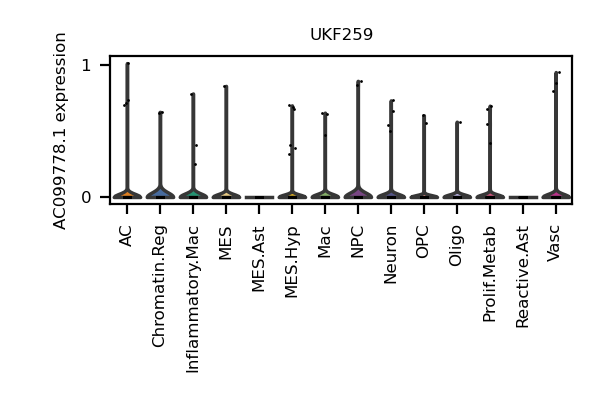 UKF259
AC099778.1 expression
1
0
AC
Chromatin.Reg
Inflammatory.Mac
MES
MES.Ast
MES.Hyp
Mac
NPC
Neuron
OPC
Oligo
Prolif.Metab
Reactive.Ast
Vasc